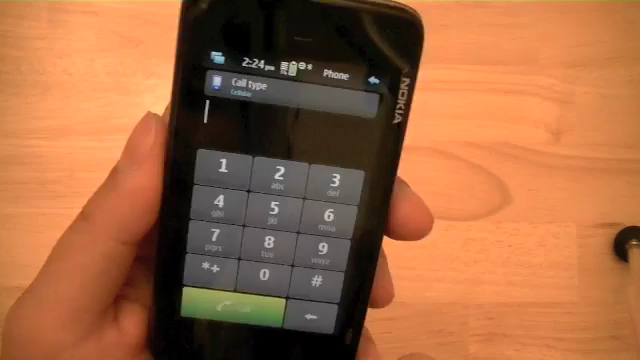 2:24 pm Phone
Call type
Cellular
NOKIA
1 2 abc 3 def
4 ghi 5 jkl 6 mno
7 pqrs 8 tuv 9 wxyz
*+ 0 #